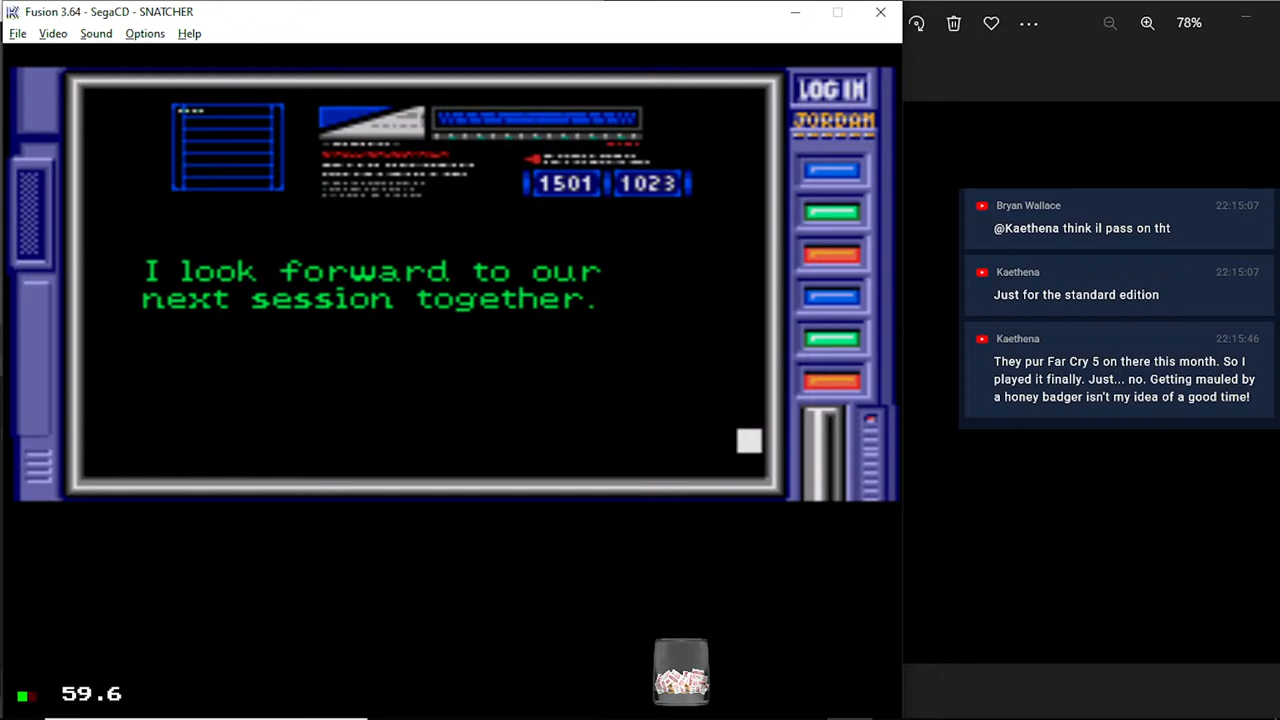 Fusion 3.64 - SegaCD - SNATCHER
File Video Sound Options Help
78%
LOG IN
JORDAN
1501 1023
I look forward to our
next session together.
Bryan Wallace 22:15:07
@Kaethena think il pass on tht
Kaethena 22:15:07
Just for the standard edition
Kaethena 22:15:46
They pur Far Cry 5 on there this month. So I
played it finally. Just... no. Getting mauled by
a honey badger isn't my idea of a good time!
59.6